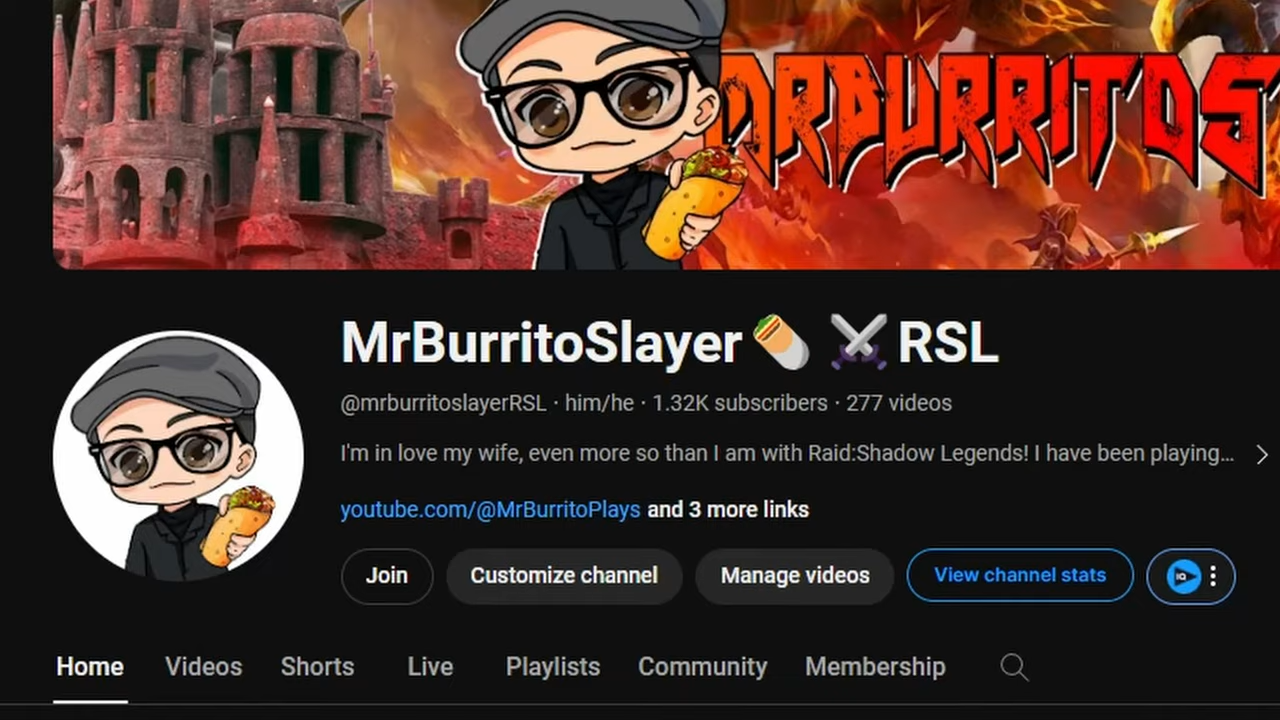 MRBURRITOS
MrBurritoSlayer🌯 ⚔️RSL
@mrburritoslayerRSL · him/he · 1.32K subscribers · 277 videos
I'm in love my wife, even more so than I am with Raid:Shadow Legends! I have been playing...
youtube.com/@MrBurritoPlays and 3 more links
Join Customize channel Manage videos View channel stats IQ
Home Videos Shorts Live Playlists Community Membership